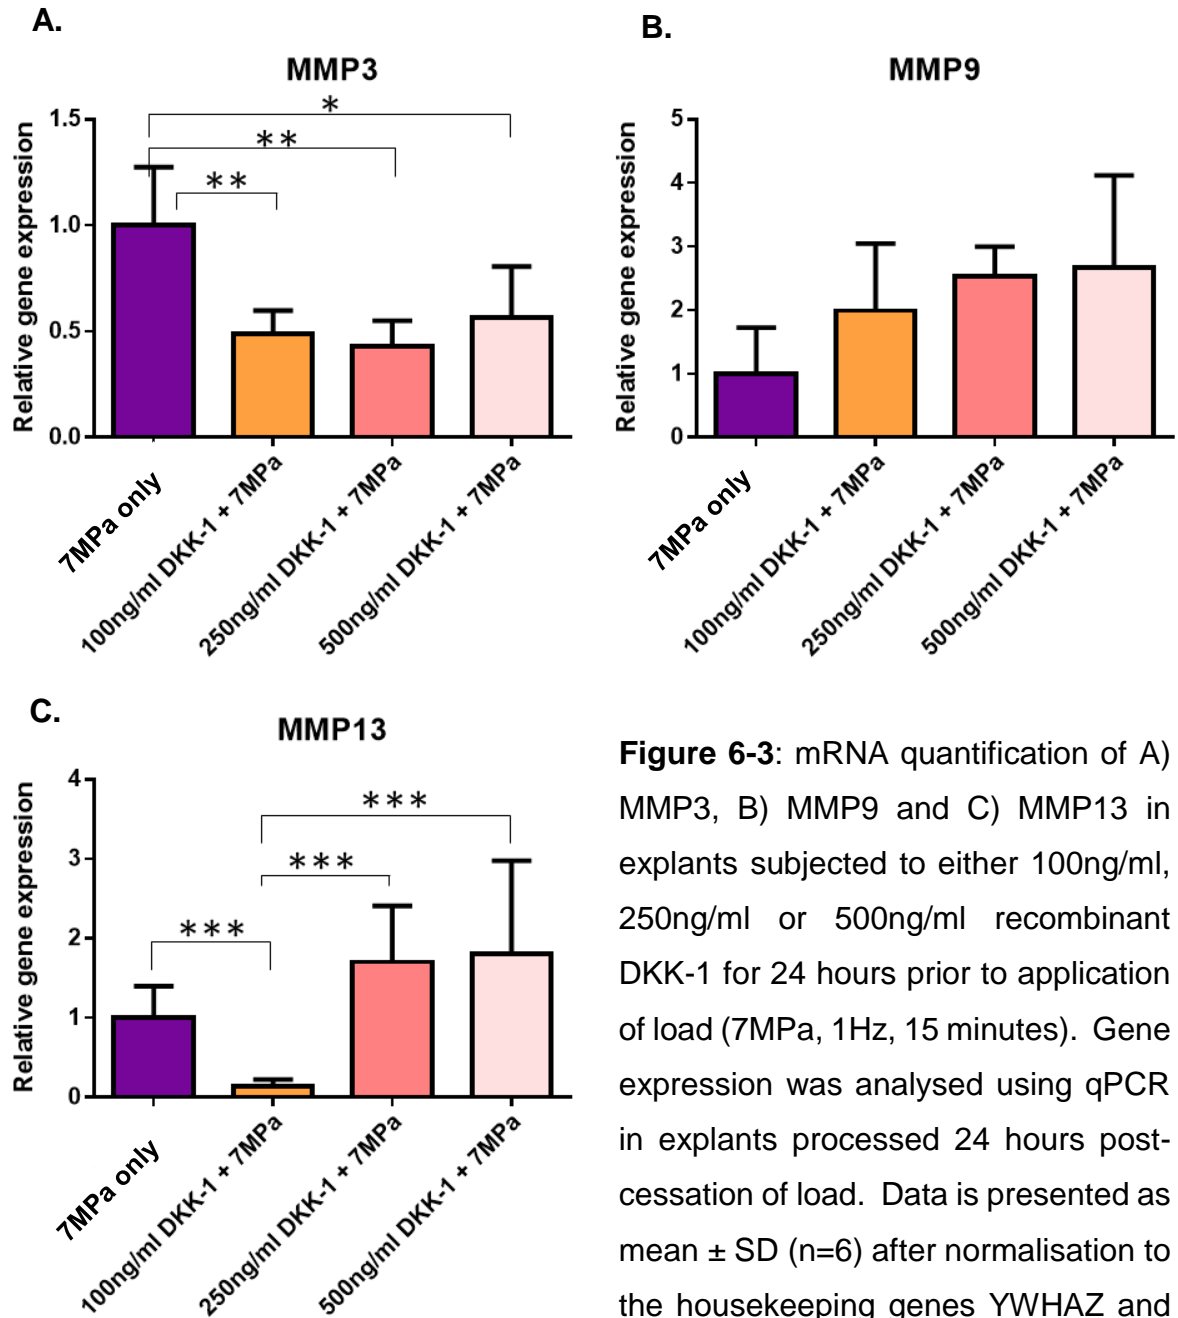 A.
MMP3
Relative gene expression
1.5
1.0
0.5
0.0
*
**
**
7MPa only
100ng/ml DKK-1 + 7MPa
250ng/ml DKK-1 + 7MPa
500ng/ml DKK-1 + 7MPa
B.
MMP9
Relative gene expression
5
4
3
2
1
0
7MPa only
100ng/ml DKK-1 + 7MPa
250ng/ml DKK-1 + 7MPa
500ng/ml DKK-1 + 7MPa
C.
MMP13
Relative gene expression
4
3
2
1
0
***
***
***
7MPa only
100ng/ml DKK-1 + 7MPa
250ng/ml DKK-1 + 7MPa
500ng/ml DKK-1 + 7MPa
Figure 6-3: mRNA quantification of A)
MMP3, B) MMP9 and C) MMP13 in
explants subjected to either 100ng/ml,
250ng/ml or 500ng/ml recombinant
DKK-1 for 24 hours prior to application
of load (7MPa, 1Hz, 15 minutes). Gene
expression was analysed using qPCR
in explants processed 24 hours post-
cessation of load. Data is presented as
mean ± SD (n=6) after normalisation to
the housekeeping genes YWHAZ and